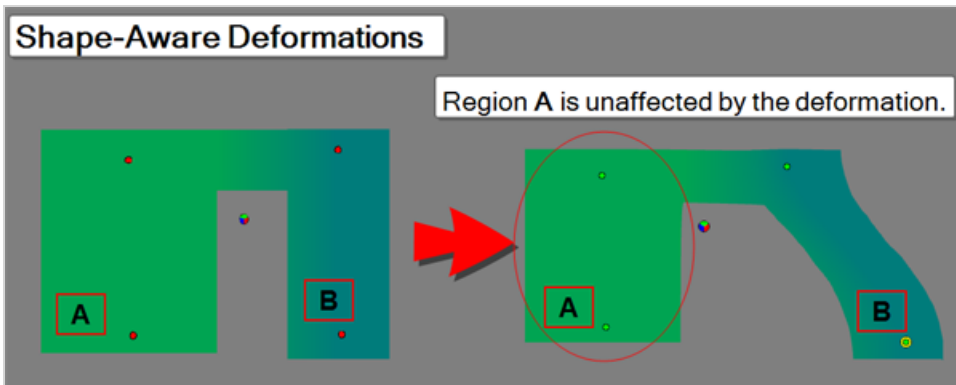 Shape-Aware Deformations
Region A is unaffected by the deformation.
A
B
A
B